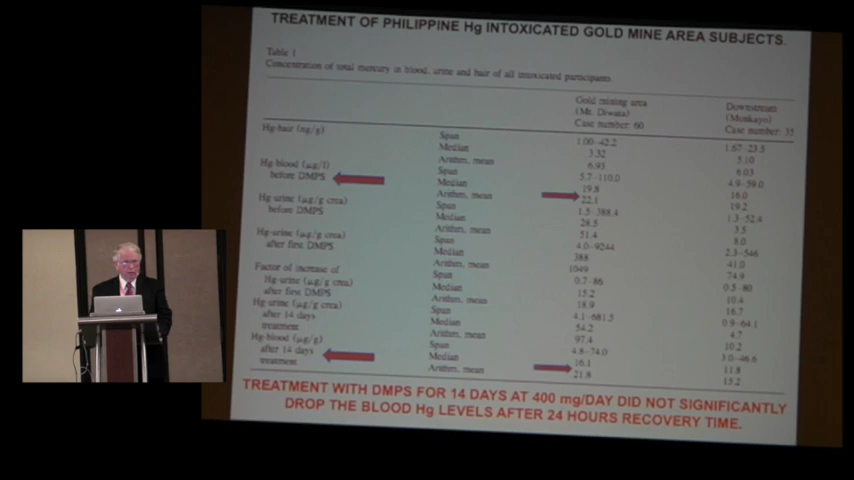 TREATMENT OF PHILIPPINE Hg INTOXICATED GOLD MINE AREA SUBJECTS.
Table 1
Concentration of total mercury in blood, urine and hair of all intoxicated participants.
Gold mining area (Mt. Diwata) Case number: 60
Downstream (Monkayo) Case number: 35
Hg-hair (ng/g) Span 1.00-42.2 1.67-23.5
Median 3.32 5.10
Arithm. mean 6.93 6.03
Hg-blood (µg/l) before DMPS Span 5.7-110.0 4.9-59.0
Median 19.8 16.0
Arithm. mean 22.1 19.2
Hg-urine (µg/g crea) before DMPS Span 1.5-388.4 1.3-52.4
Median 28.5 3.5
Arithm. mean 51.4 8.0
Hg-urine (µg/g crea) after first DMPS Span 4.0-9244 2.3-546
Median 388 41.0
Arithm. mean 1049 74.9
Factor of increase of Hg-urine (µg/g crea) after first DMPS Span 0.7-86 0.5-80
Median 15.2 10.4
Arithm. mean 18.9 16.7
Hg-urine (µg/g crea) after 14 days treatment Span 4.1-681.5 0.9-64.1
Median 54.2 4.7
Arithm. mean 97.4 10.2
Hg-blood (µg/g) after 14 days treatment Span 4.8-74.0 3.0-46.6
Median 16.1 11.8
Arithm. mean 21.8 15.2
TREATMENT WITH DMPS FOR 14 DAYS AT 400 mg/DAY DID NOT SIGNIFICANTLY
DROP THE BLOOD Hg LEVELS AFTER 24 HOURS RECOVERY TIME.